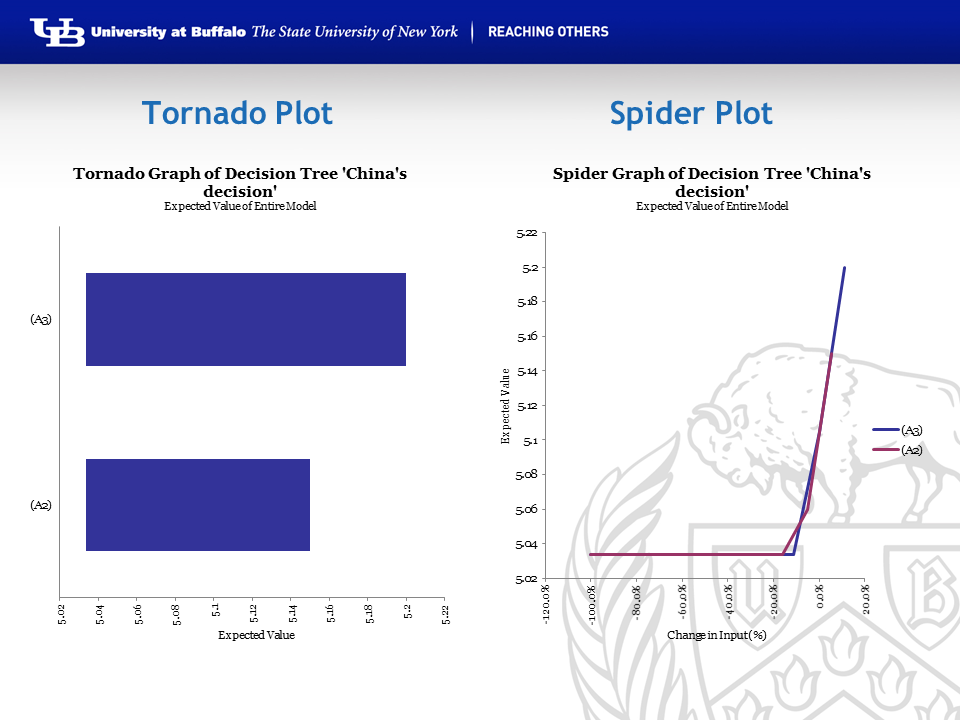 UB University at Buffalo The State University of New York | REACHING OTHERS
Tornado Plot
Spider Plot
Tornado Graph of Decision Tree 'China's
decision'
Expected Value of Entire Model
(A3)
(A2)
5.02
5.04
5.06
5.08
5.1
5.12
5.14
5.16
5.18
5.2
5.22
Expected Value
Spider Graph of Decision Tree 'China's
decision'
Expected Value of Entire Model
5.22
5.2
5.18
5.16
5.14
5.12
5.1
5.08
5.06
5.04
5.02
Expected Value
-120.0%
-100.0%
-80.0%
-60.0%
-40.0%
-20.0%
0.0%
20.0%
Change in Input (%)
(A3)
(A2)
U B